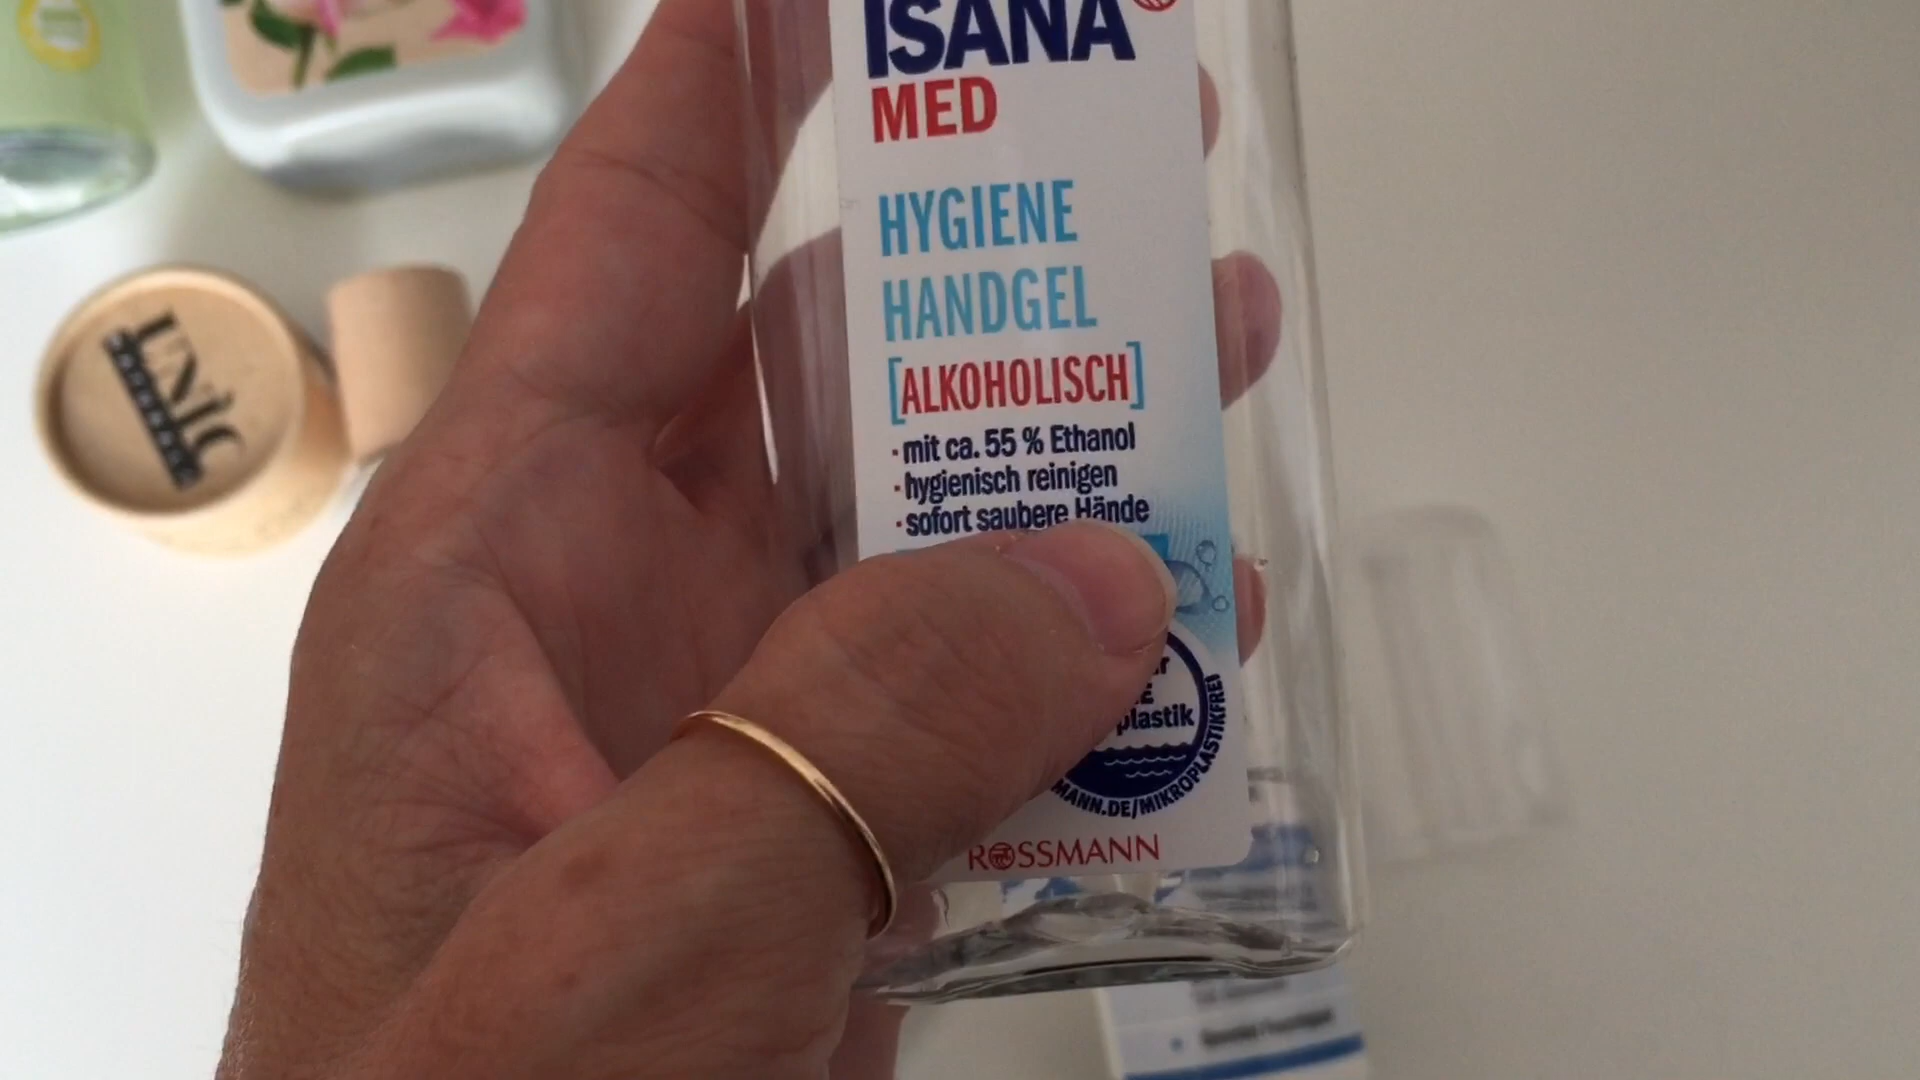 ISANA
MED
HYGIENE
HANDGEL
[ALKOHOLISCH]
· mit ca. 55 % Ethanol
· hygienisch reinigen
· sofort saubere Hände
plastik
MANN.DE/MIKROPLASTIKFREI
ROSSMANN